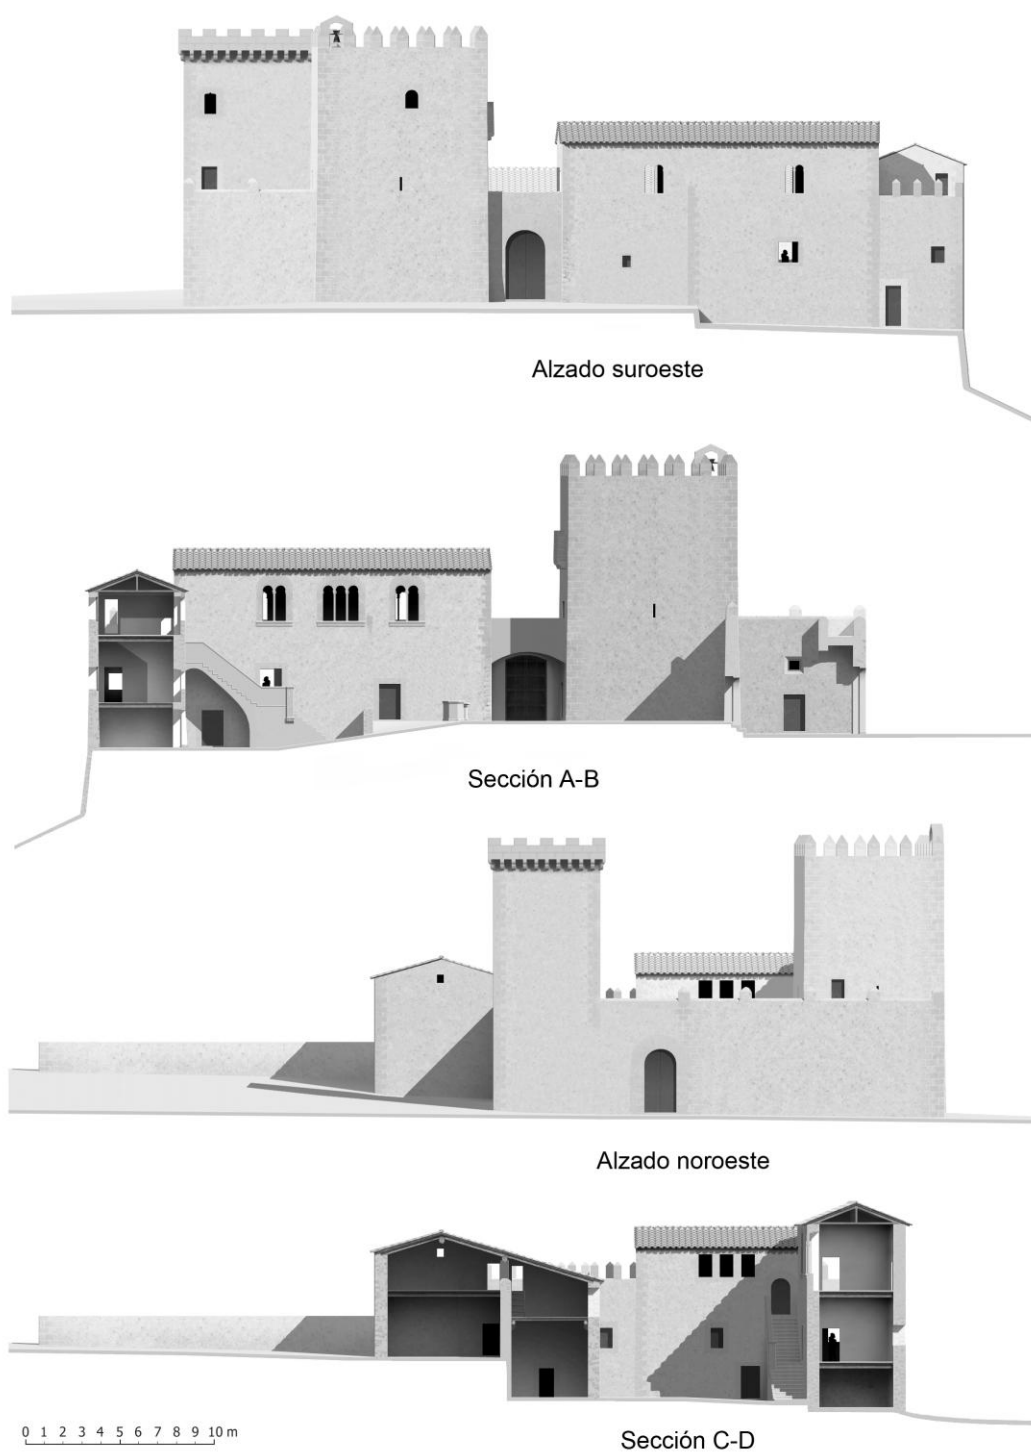 Alzado suroeste
Sección A-B
Alzado noroeste
0 1 2 3 4 5 6 7 8 9 10 m
Sección C-D